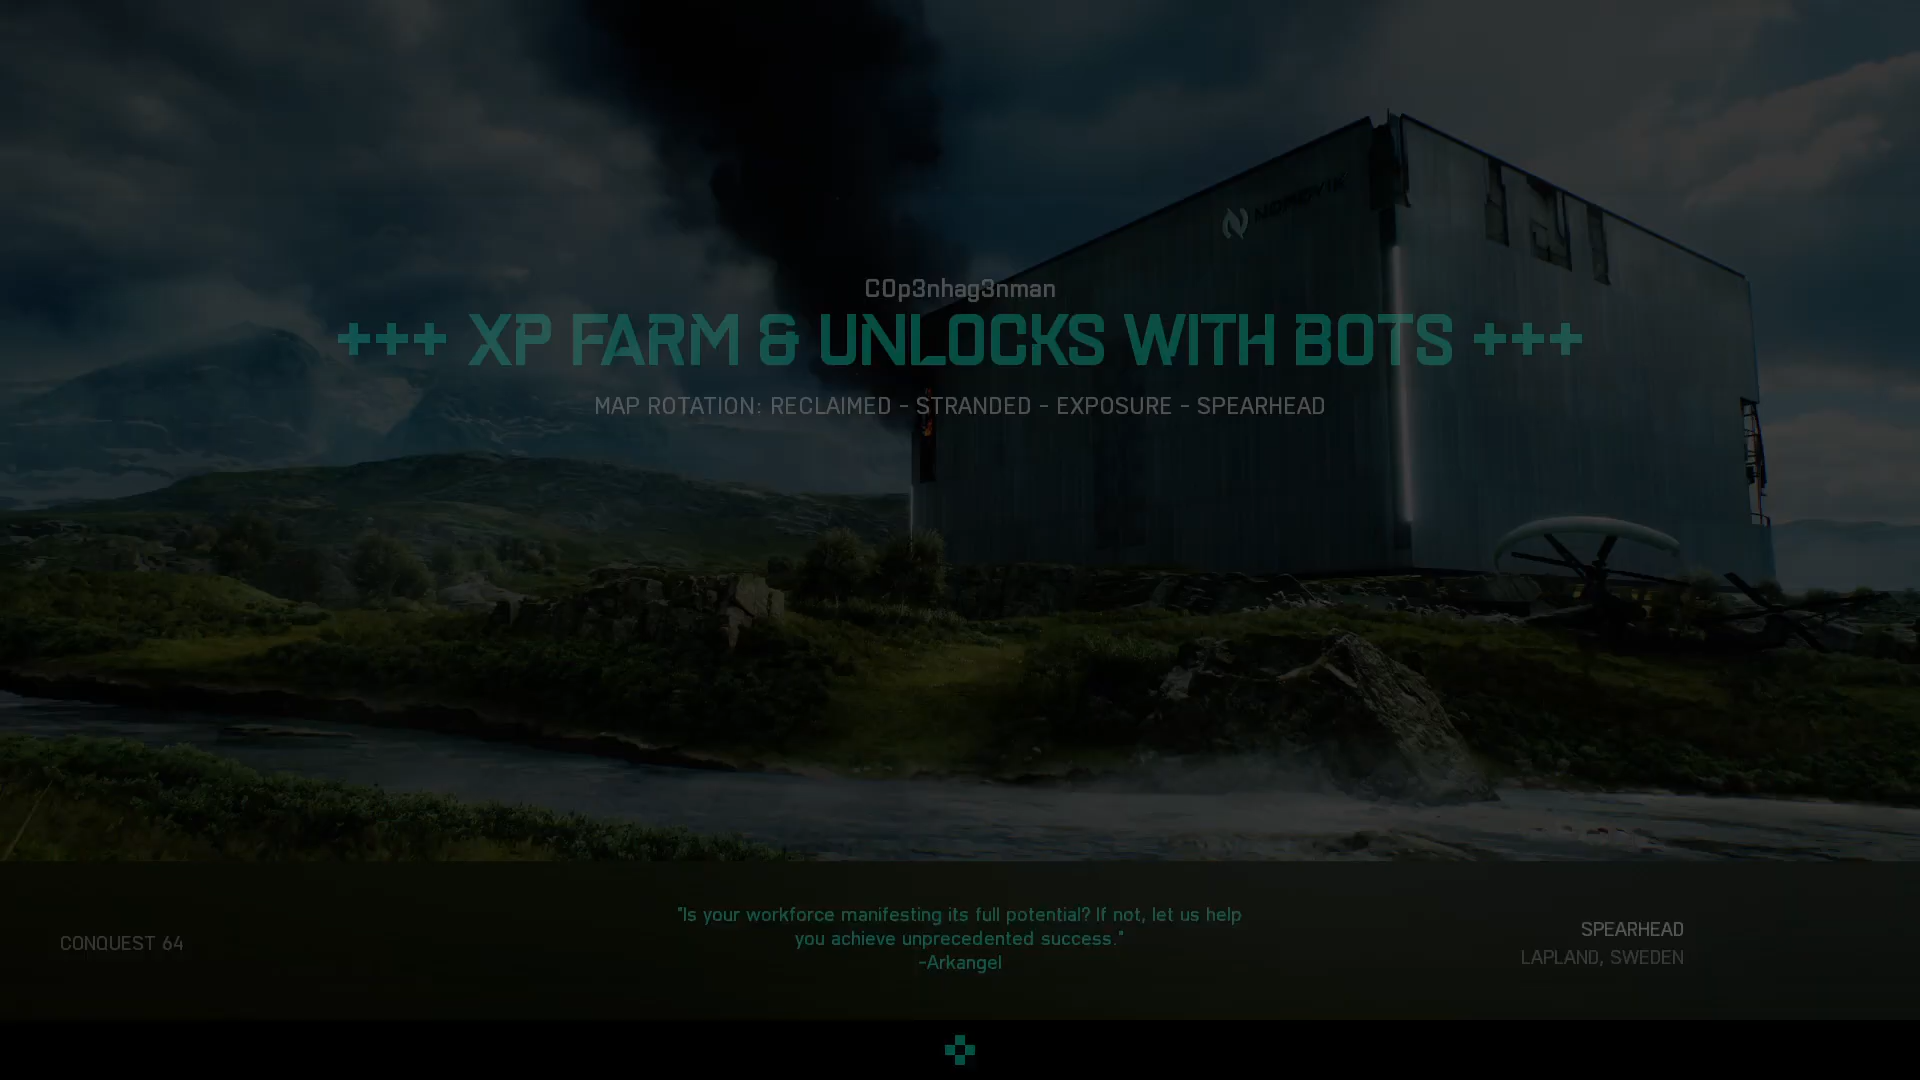 NORDVIK
C0p3nhag3nman
+++ XP FARM & UNLOCKS WITH BOTS +++
MAP ROTATION: RECLAIMED - STRANDED - EXPOSURE - SPEARHEAD
CONQUEST 64
"Is your workforce manifesting its full potential? If not, let us help
you achieve unprecedented success."
-Arkangel
SPEARHEAD
LAPLAND, SWEDEN